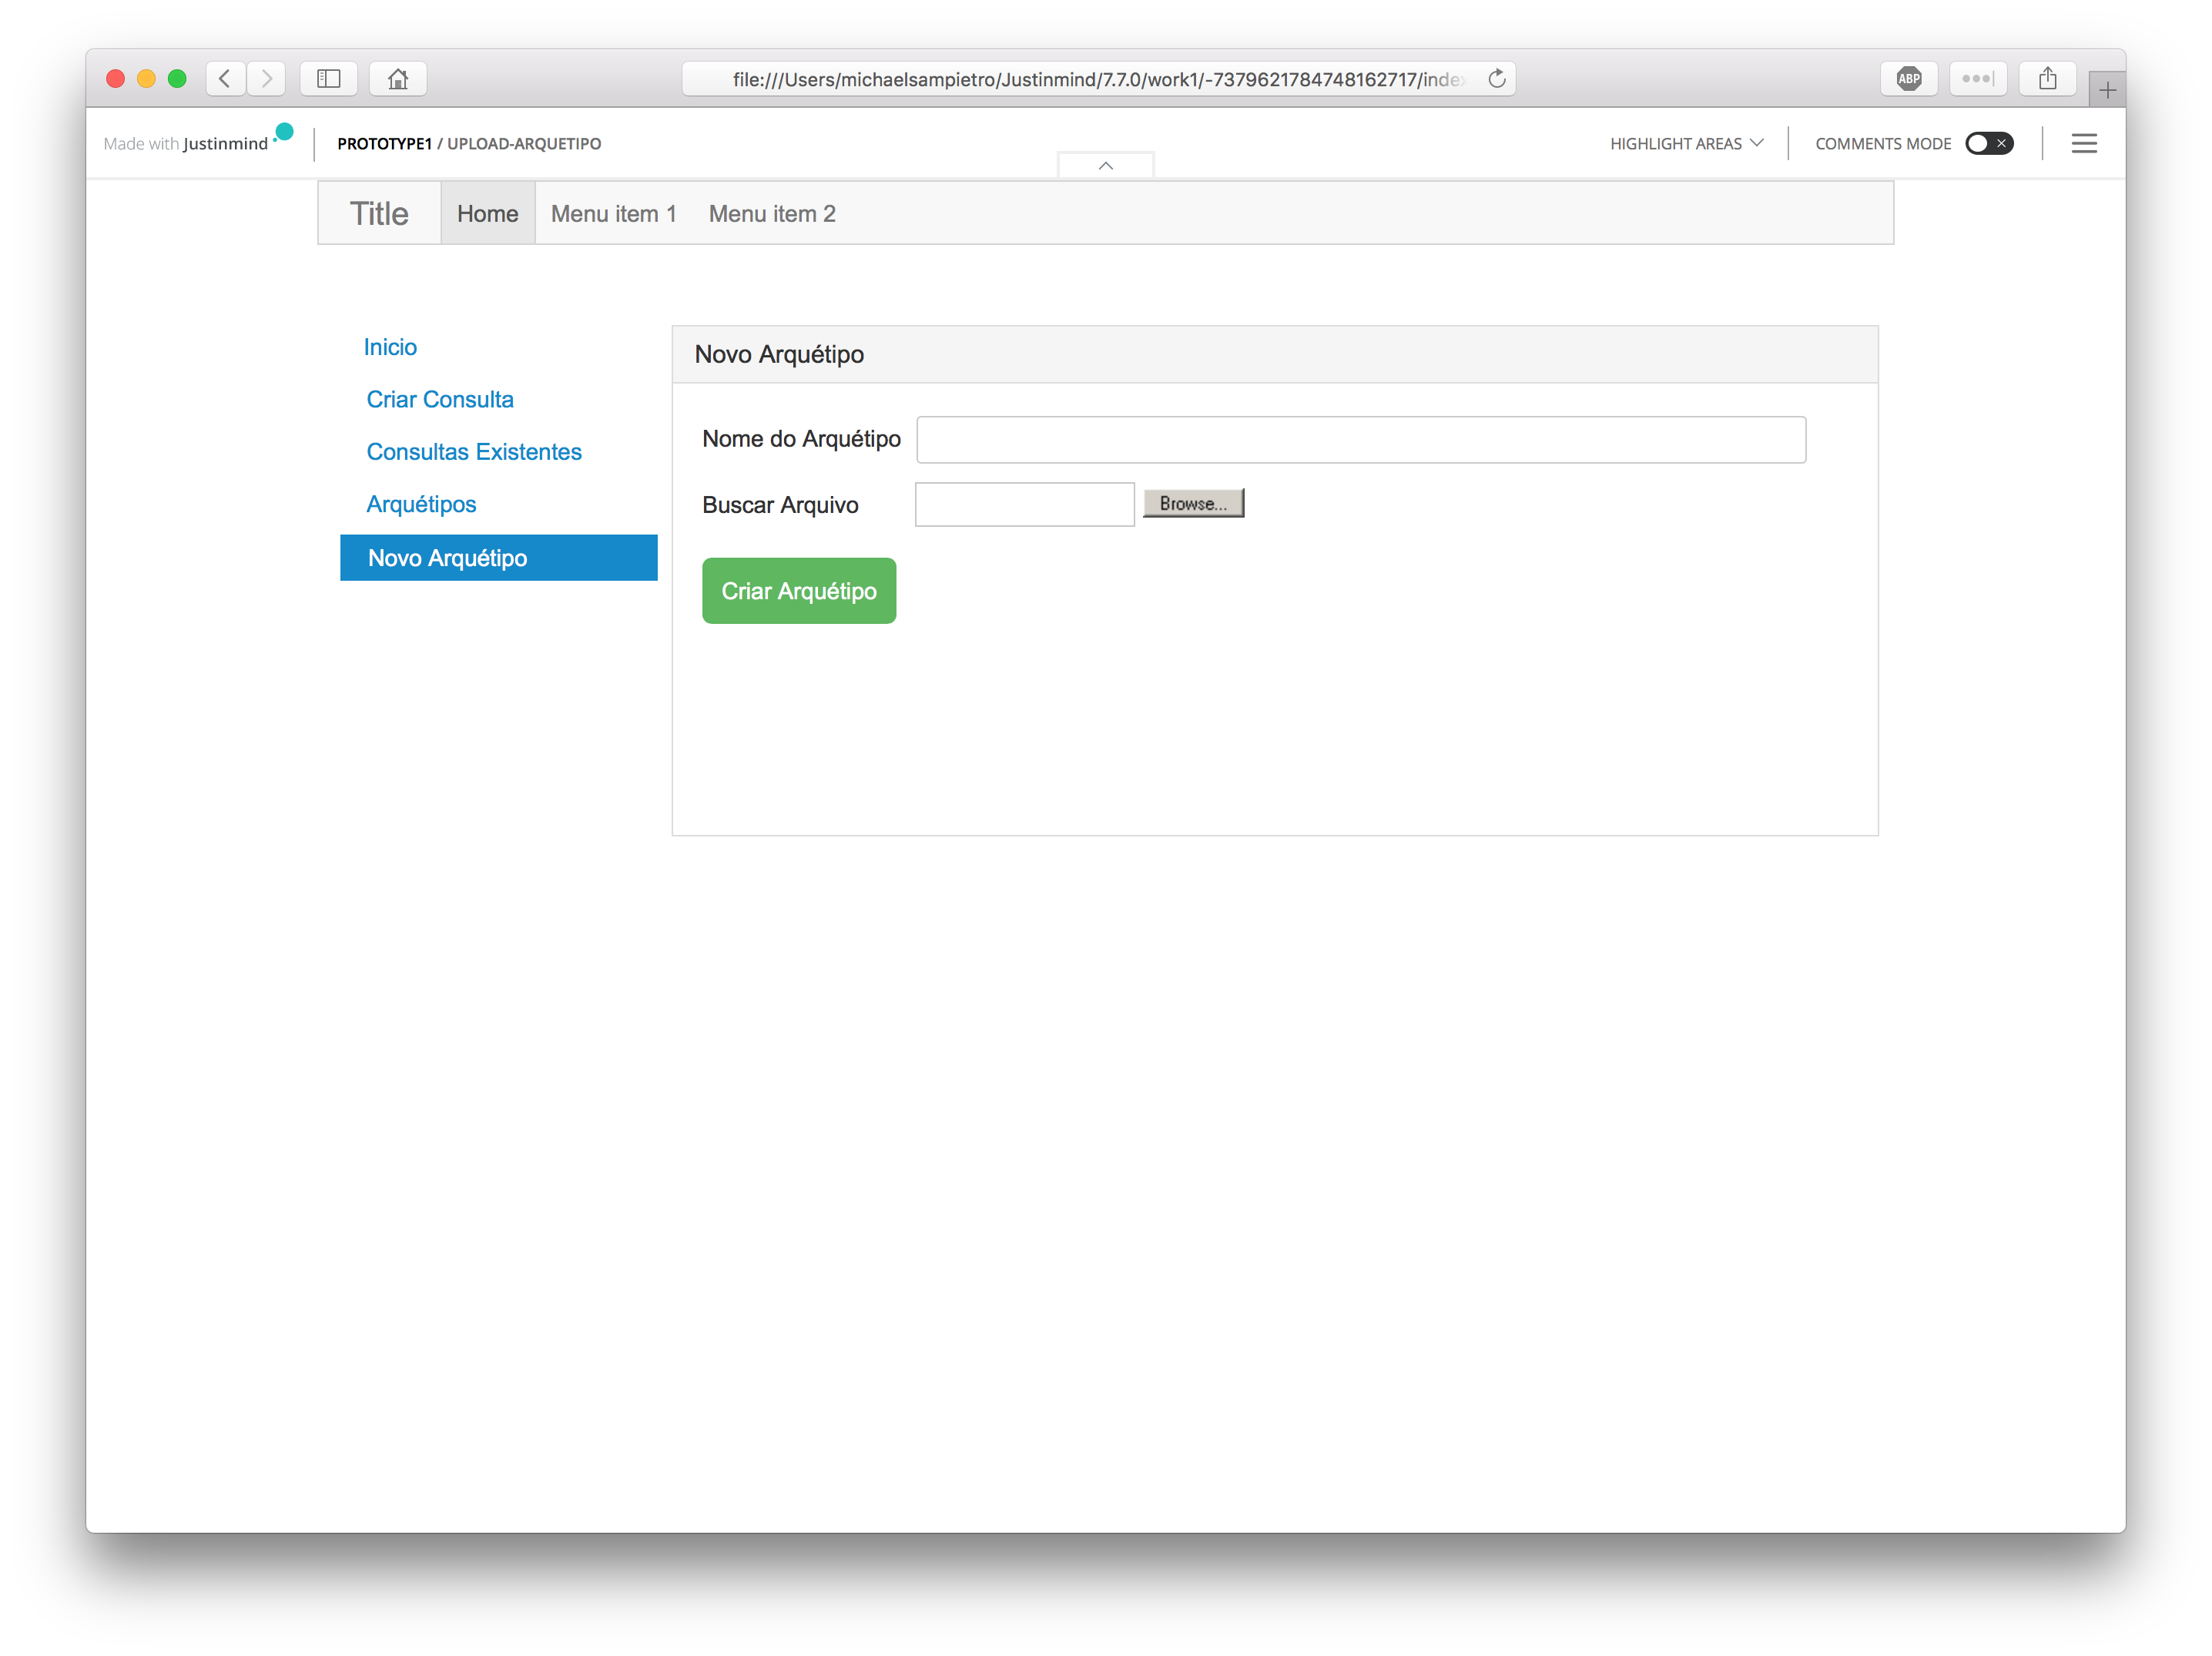 file:///Users/michaelsampietro/Justinmind/7.7.0/work1/-7379621784748162717/index
ABP
Made with Justinmind
PROTOTYPE1 / UPLOAD-ARQUETIPO
HIGHLIGHT AREAS
COMMENTS MODE
Title
Home
Menu item 1
Menu item 2
Inicio
Criar Consulta
Consultas Existentes
Arquétipos
Novo Arquétipo
Novo Arquétipo
Nome do Arquétipo
Buscar Arquivo
Browse...
Criar Arquétipo